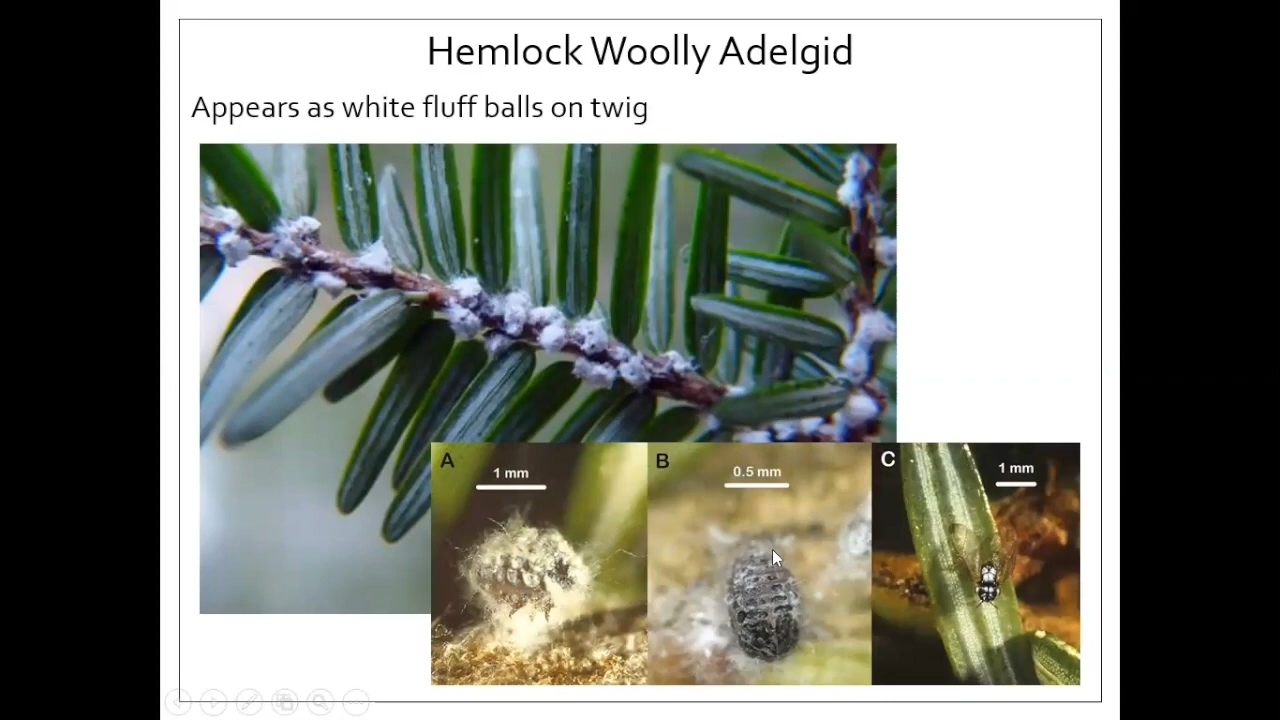 Hemlock Woolly Adelgid
Appears as white fluff balls on twig
A
1 mm
B
0.5 mm
C
1 mm